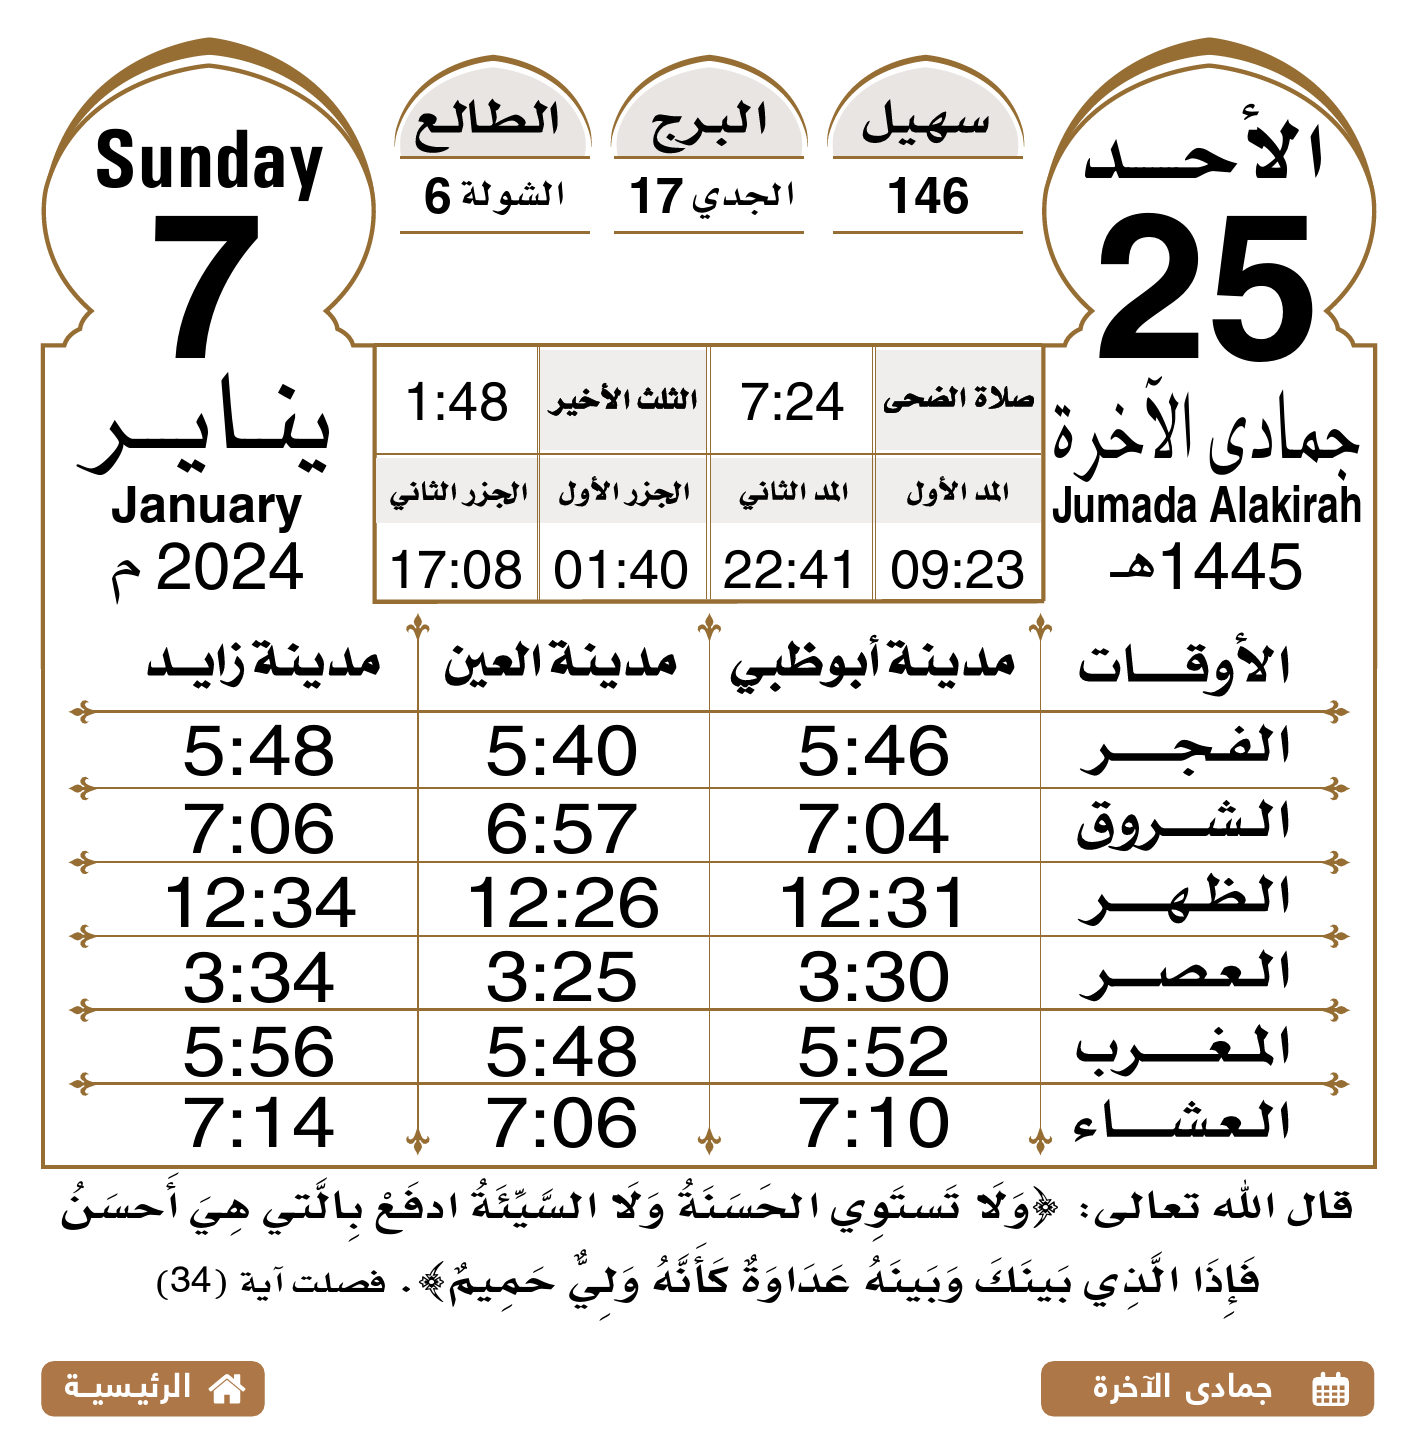 الأحد
25
جمادى الآخرة
Jumada Alakirah
1445هـ
سهيل
146
البرج
الجدي 17
الطالع
الشولة 6
Sunday
7
يناير
January
2024 م
صلاة الضحى 7:24 الثلث الأخير 1:48
المد الأول المد الثاني الجزر الأول الجزر الثاني
09:23 22:41 01:40 17:08
الأوقات مدينة أبوظبي مدينة العين مدينة زايد
الفجر 5:46 5:40 5:48
الشروق 7:04 6:57 7:06
الظهر 12:31 12:26 12:34
العصر 3:30 3:25 3:34
المغرب 5:52 5:48 5:56
العشاء 7:10 7:06 7:14
قال الله تعالى: ﴿وَلَا تَستَوِي الحَسَنَةُ وَلَا السَّيِّئَةُ ادفَعْ بِالَّتي هِيَ أَحسَنُ
فَإِذَا الَّذِي بَينَكَ وَبَينَهُ عَدَاوَةٌ كَأَنَّهُ وَلِيٌّ حَمِيمٌ﴾. فصلت آية (34)
جمادى الآخرة
الرئيسية